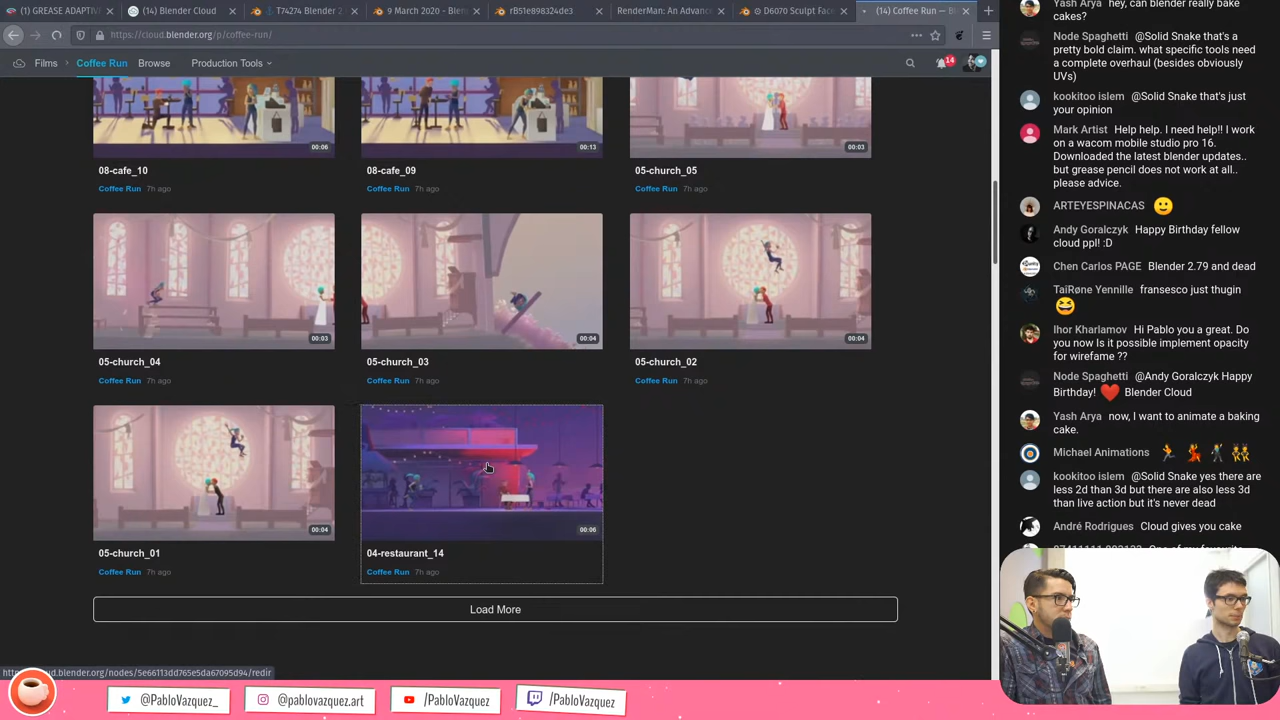 (1) GREASE ADAPTIV
(14) Blender Cloud
T74274 Blender 2.
9 March 2020 - Blen
rB51e898324de3
RenderMan: An Advanc
D6070 Sculpt Face
(14) Coffee Run — Bl
https://cloud.blender.org/p/coffee-run/
Films
Coffee Run
Browse
Production Tools
14
00:06
00:13
00:03
08-cafe_10
08-cafe_09
05-church_05
Coffee Run 7h ago
Coffee Run 7h ago
Coffee Run 7h ago
00:03
00:04
00:04
05-church_04
05-church_03
05-church_02
Coffee Run 7h ago
Coffee Run 7h ago
Coffee Run 7h ago
00:04
00:06
05-church_01
04-restaurant_14
Coffee Run 7h ago
Coffee Run 7h ago
Load More
cloud.blender.org/nodes/5e66113dd765e5da67095d94/redir
@PabloVazquez_
@pablovazquez.art
/PabloVazquez
/PabloVazquez
Yash Arya hey, can blender really bake
cakes?
Node Spaghetti @Solid Snake that's a
pretty bold claim. what specific tools need
a complete overhaul (besides obviously
UVs)
kookitoo islem @Solid Snake that's just
your opinion
Mark Artist Help help. I need help!! I work
on a wacom mobile studio pro 16.
Downloaded the latest blender updates..
but grease pencil does not work at all..
please advice.
ARTEYESPINACAS
Andy Goralczyk Happy Birthday fellow
cloud ppl! :D
Chen Carlos PAGE Blender 2.79 and dead
TaïRøne Yennille fransesco just thugin
Ihor Kharlamov Hi Pablo you a great. Do
you now Is it possible implement opacity
for wirefame ??
Node Spaghetti @Andy Goralczyk Happy
Birthday! Blender Cloud
Yash Arya now, I want to animate a baking
cake.
Michael Animations
kookitoo islem @Solid Snake yes there are
less 2d than 3d but there are also less 3d
than live action but it's never dead
André Rodrigues Cloud gives you cake